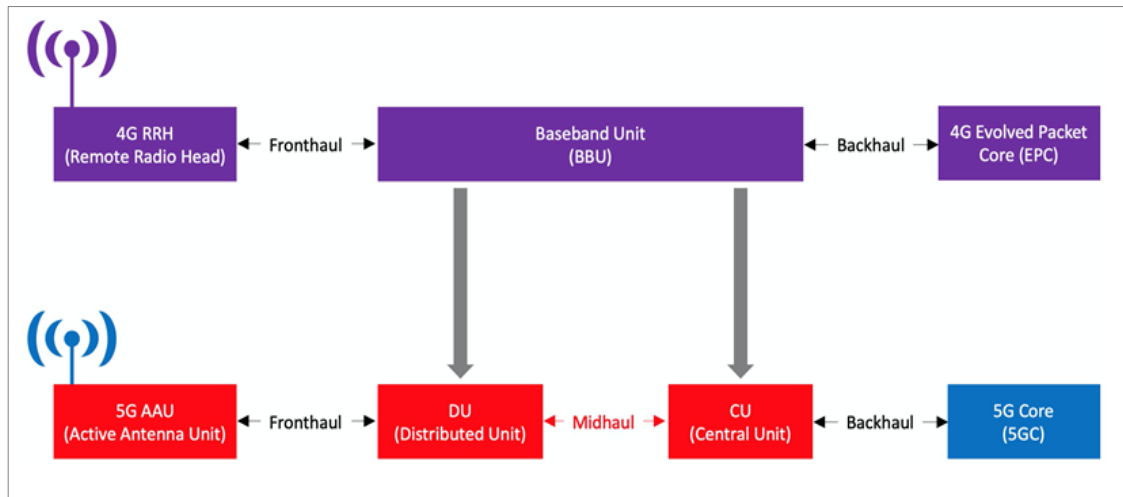 4G RRH
(Remote Radio Head)
Fronthaul
Baseband Unit
(BBU)
Backhaul
4G Evolved Packet
Core (EPC)
5G AAU
(Active Antenna Unit)
Fronthaul
DU
(Distributed Unit)
Midhaul
CU
(Central Unit)
Backhaul
5G Core
(5GC)